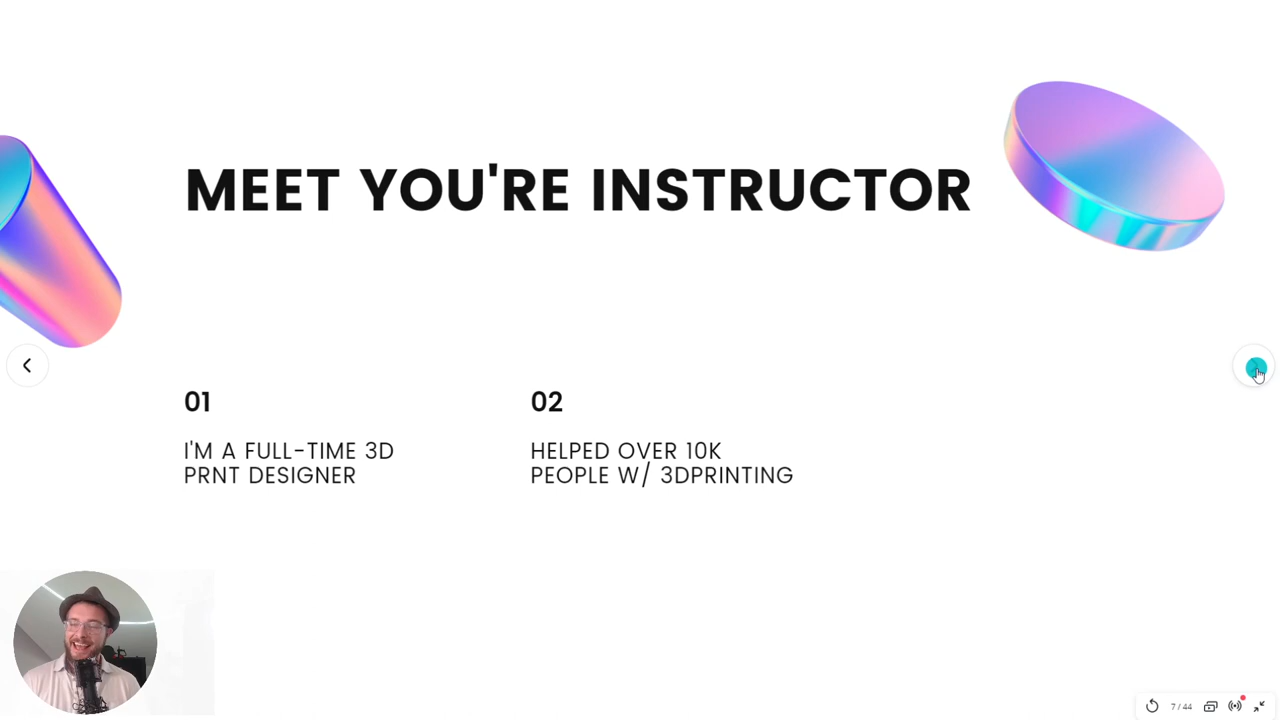 MEET YOU'RE INSTRUCTOR
01
I'M A FULL-TIME 3D
PRNT DESIGNER
02
HELPED OVER 10K
PEOPLE W/ 3DPRINTING
7 / 44